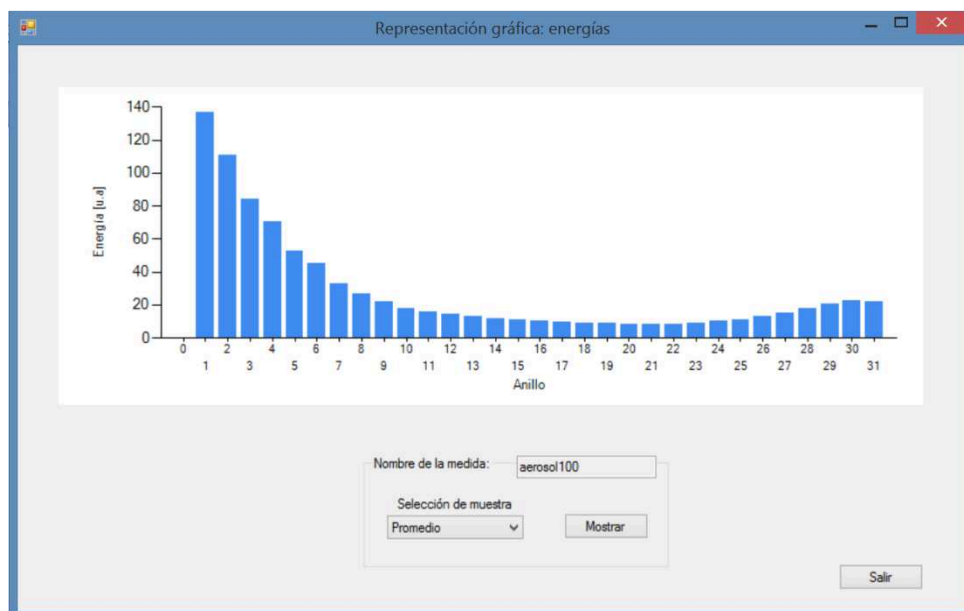 Representación gráfica: energías
140
120
100
80
60
40
20
0
Energía [u.a]
0 2 4 6 8 10 12 14 16 18 20 22 24 26 28 30
1 3 5 7 9 11 13 15 17 19 21 23 25 27 29 31
Anillo
Nombre de la medida: aerosol100
Selección de muestra
Promedio Mostrar
Salir